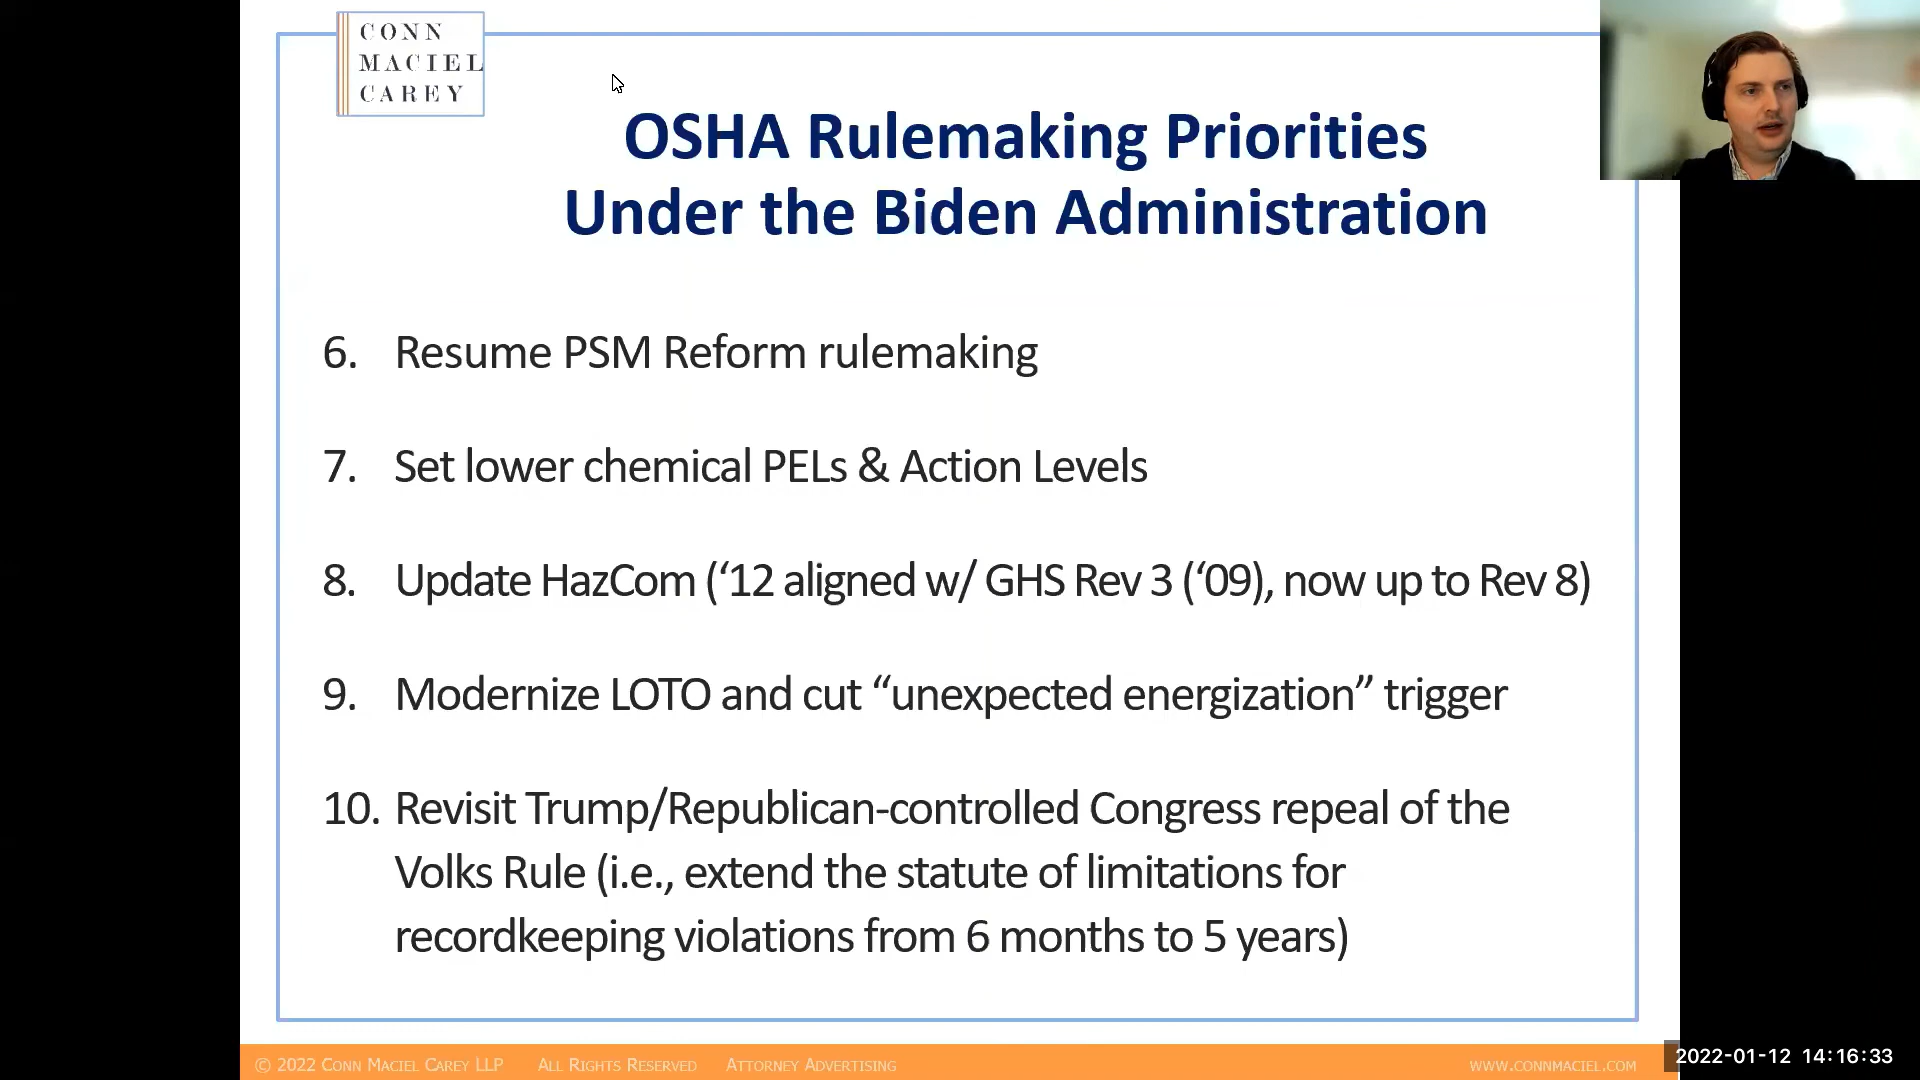 CONN
MACIEL
CAREY
OSHA Rulemaking Priorities
Under the Biden Administration
6. Resume PSM Reform rulemaking
7. Set lower chemical PELs & Action Levels
8. Update HazCom (‘12 aligned w/ GHS Rev 3 (‘09), now up to Rev 8)
9. Modernize LOTO and cut “unexpected energization” trigger
10. Revisit Trump/Republican-controlled Congress repeal of the
Volks Rule (i.e., extend the statute of limitations for
recordkeeping violations from 6 months to 5 years)
© 2022 CONN MACIEL CAREY LLP ALL RIGHTS RESERVED ATTORNEY ADVERTISING WWW.CONNMACIEL.COM
2022-01-12 14:16:33